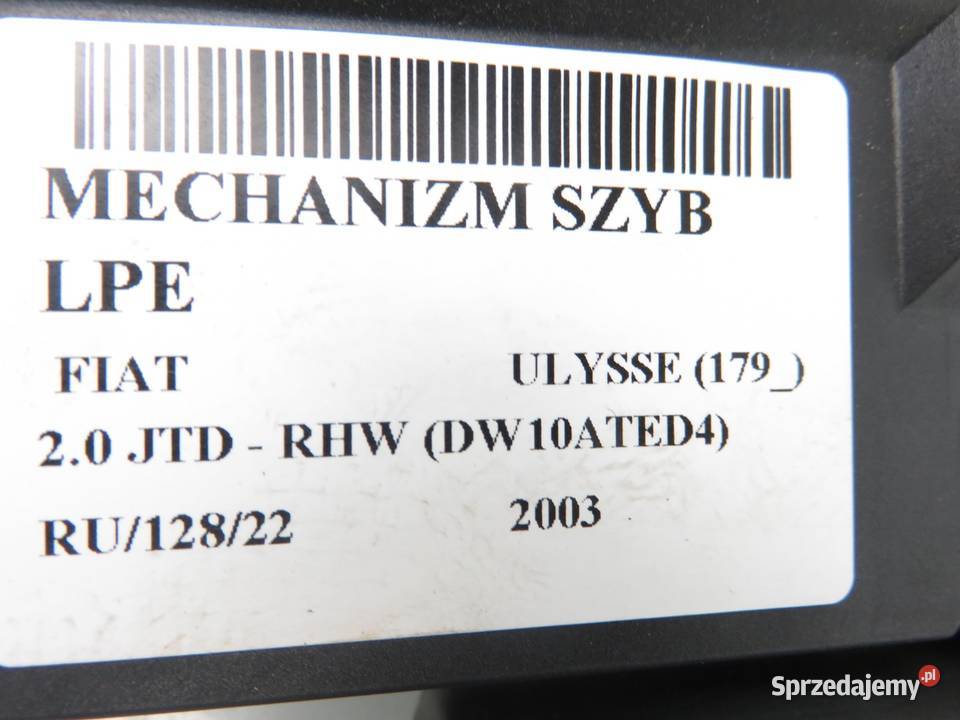 MECHANIZM SZYB
LPE
FIAT ULYSSE (179_)
2.0 JTD - RHW (DW10ATED4)
RU/128/22 2003
Sprzedajemy.pl